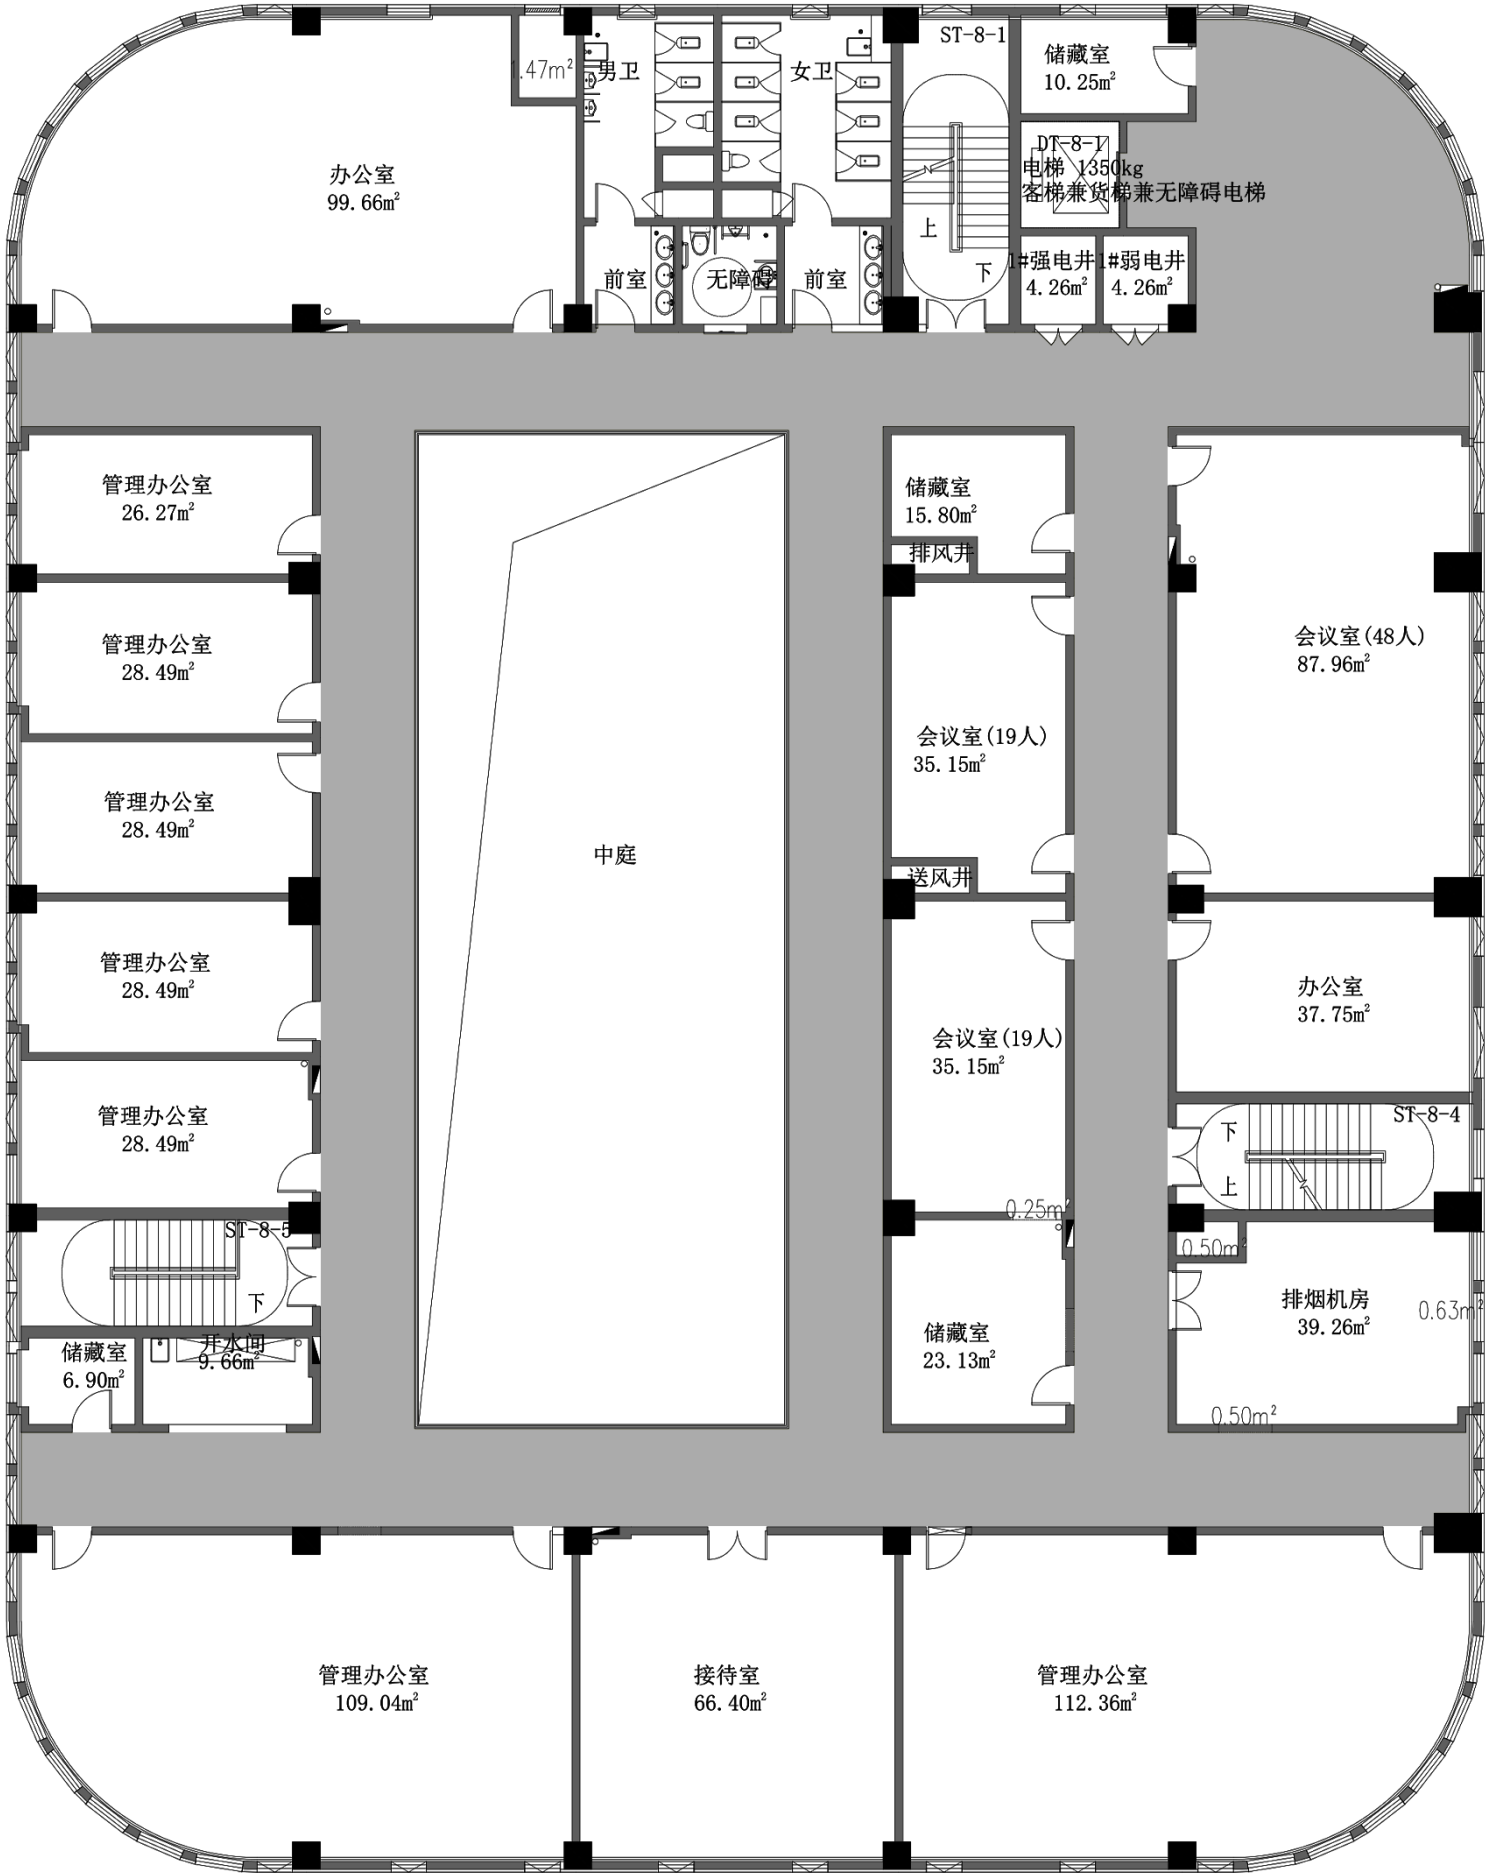 ST-8-1
储藏室
10.25m²
1.47m²
男卫
女卫
DT-8-1
电梯 1350kg
客梯兼货梯兼无障碍电梯
办公室
99.66m²
上
下
前室
无障碍
前室
1#强电井
4.26m²
1#弱电井
4.26m²
管理办公室
26.27m²
储藏室
15.80m²
排风井
管理办公室
28.49m²
会议室(48人)
87.96m²
会议室(19人)
35.15m²
管理办公室
28.49m²
中庭
送风井
管理办公室
28.49m²
办公室
37.75m²
会议室(19人)
35.15m²
管理办公室
28.49m²
ST-8-4
下
上
0.25m²
ST-8-5
下
0.50m²
排烟机房
39.26m²
0.63m²
储藏室
23.13m²
储藏室
6.90m²
开水间
9.66m²
0.50m²
管理办公室
109.04m²
接待室
66.40m²
管理办公室
112.36m²